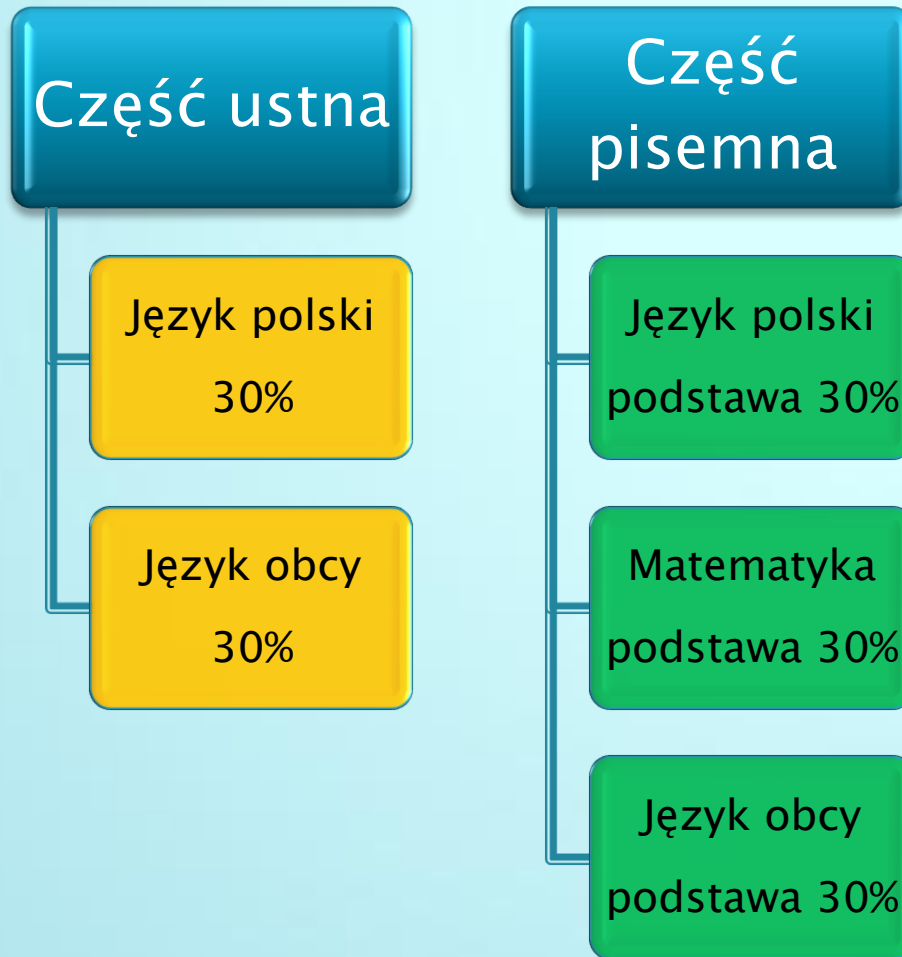 Część ustna
Język polski
30%
Język obcy
30%
Część
pisemna
Język polski
podstawa 30%
Matematyka
podstawa 30%
Język obcy
podstawa 30%